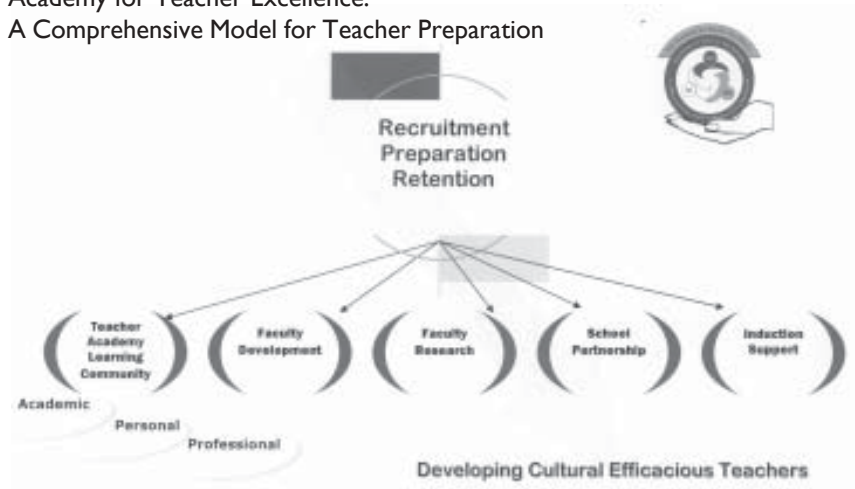 Academy for Teacher Excellence:
A Comprehensive Model for Teacher Preparation
Recruitment
Preparation
Retention
Teacher
Academy
Learning
Community
Faculty
Development
Faculty
Research
School
Partnership
Induction
Support
Academic
Personal
Professional
Developing Cultural Efficacious Teachers